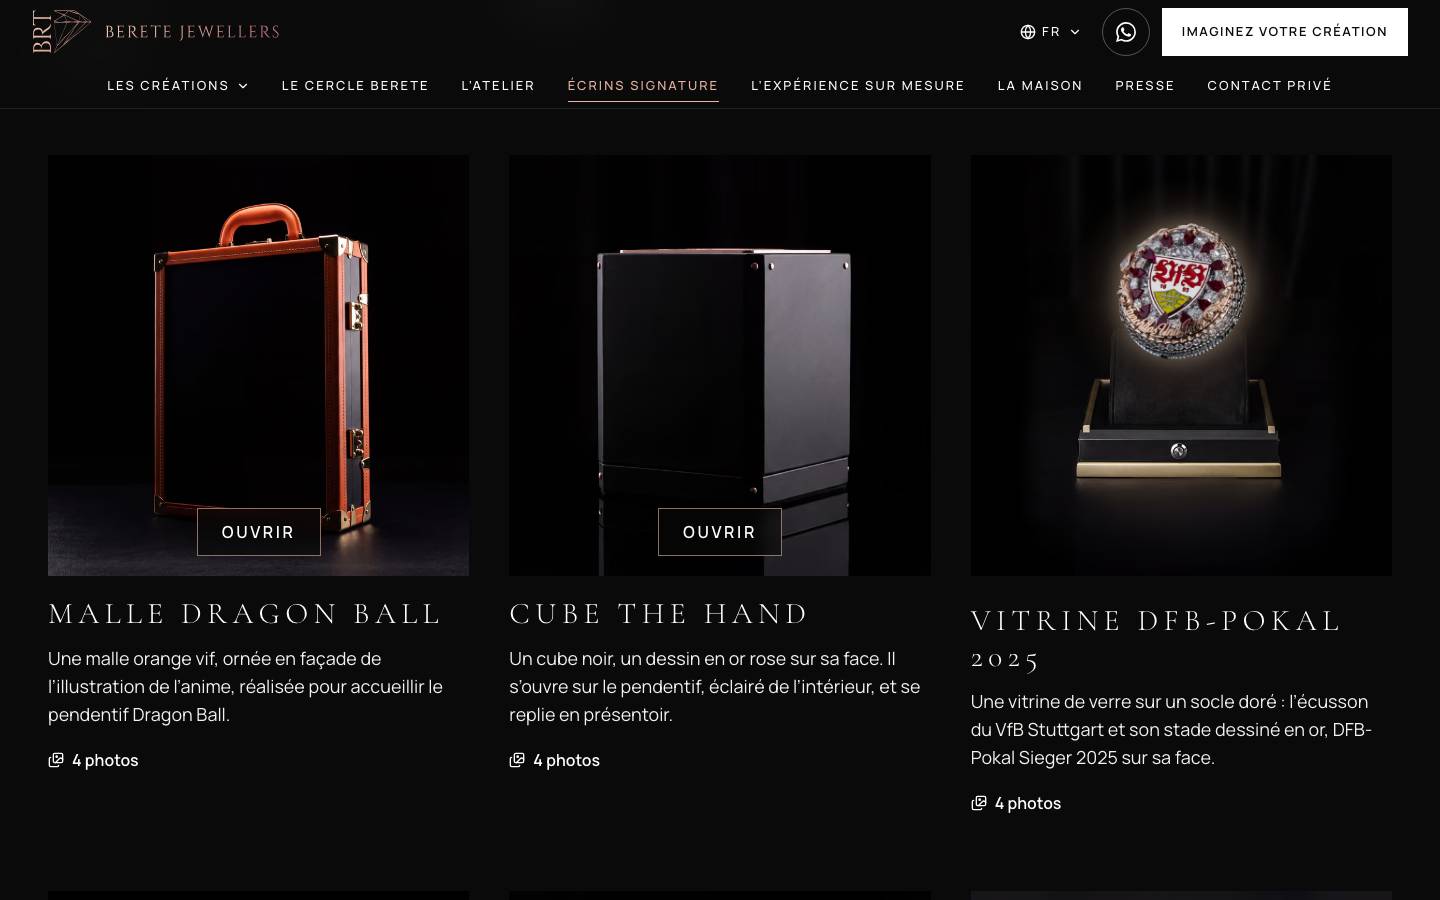 BRT
BERETE JEWELLERS
FR
IMAGINEZ VOTRE CRÉATION
LES CRÉATIONS
LE CERCLE BERETE
L'ATELIER
ÉCRINS SIGNATURE
L'EXPÉRIENCE SUR MESURE
LA MAISON
PRESSE
CONTACT PRIVÉ
VfB
OUVRIR
OUVRIR
MALLE DRAGON BALL
Une malle orange vif, ornée en façade de
l'illustration de l'anime, réalisée pour accueillir le
pendentif Dragon Ball.
4 photos
CUBE THE HAND
Un cube noir, un dessin en or rose sur sa face. Il
s'ouvre sur le pendentif, éclairé de l'intérieur, et se
replie en présentoir.
4 photos
VITRINE DFB-POKAL
2025
Une vitrine de verre sur un socle doré : l'écusson
du VfB Stuttgart et son stade dessiné en or, DFB-
Pokal Sieger 2025 sur sa face.
4 photos